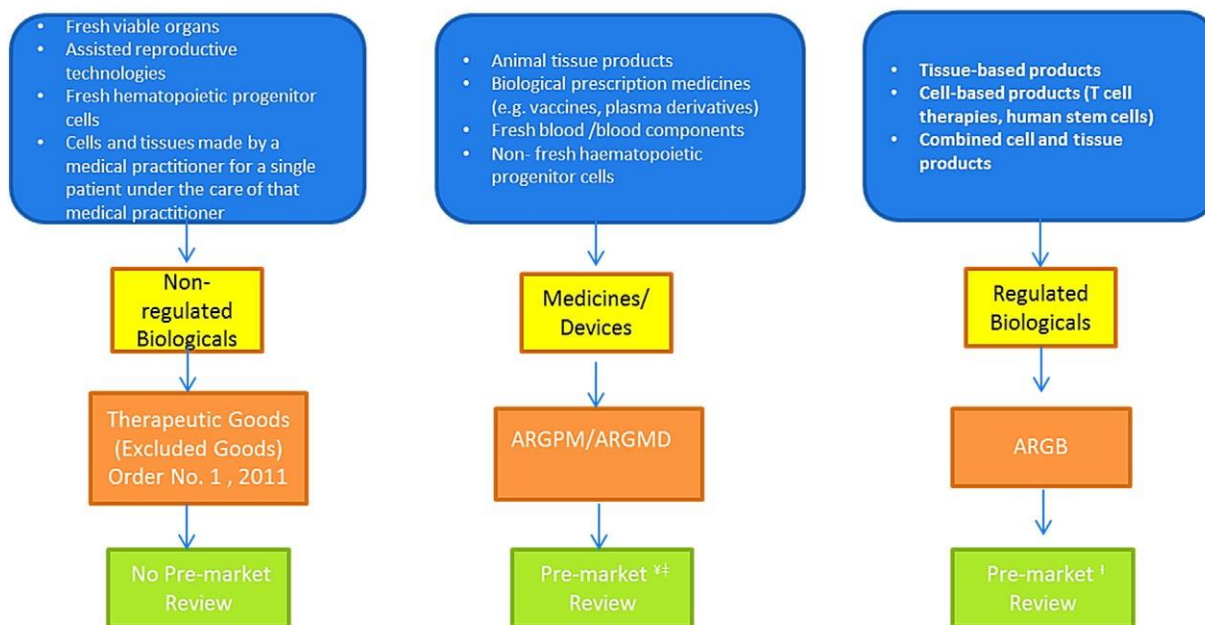 • Fresh viable organs
• Assisted reproductive
technologies
• Fresh hematopoietic progenitor
cells
• Cells and tissues made by a
medical practitioner for a single
patient under the care of that
medical practitioner
• Animal tissue products
• Biological prescription medicines
(e.g. vaccines, plasma derivatives)
• Fresh blood /blood components
• Non- fresh haematopoietic
progenitor cells
• Tissue-based products
• Cell-based products (T cell
therapies, human stem cells)
• Combined cell and tissue
products
Non-
regulated
Biologicals
Medicines/
Devices
Regulated
Biologicals
Therapeutic Goods
(Excluded Goods)
Order No. 1 , 2011
ARGPM/ARGMD
ARGB
No Pre-market
Review
Pre-market ¥‡
Review
Pre-market ƚ
Review